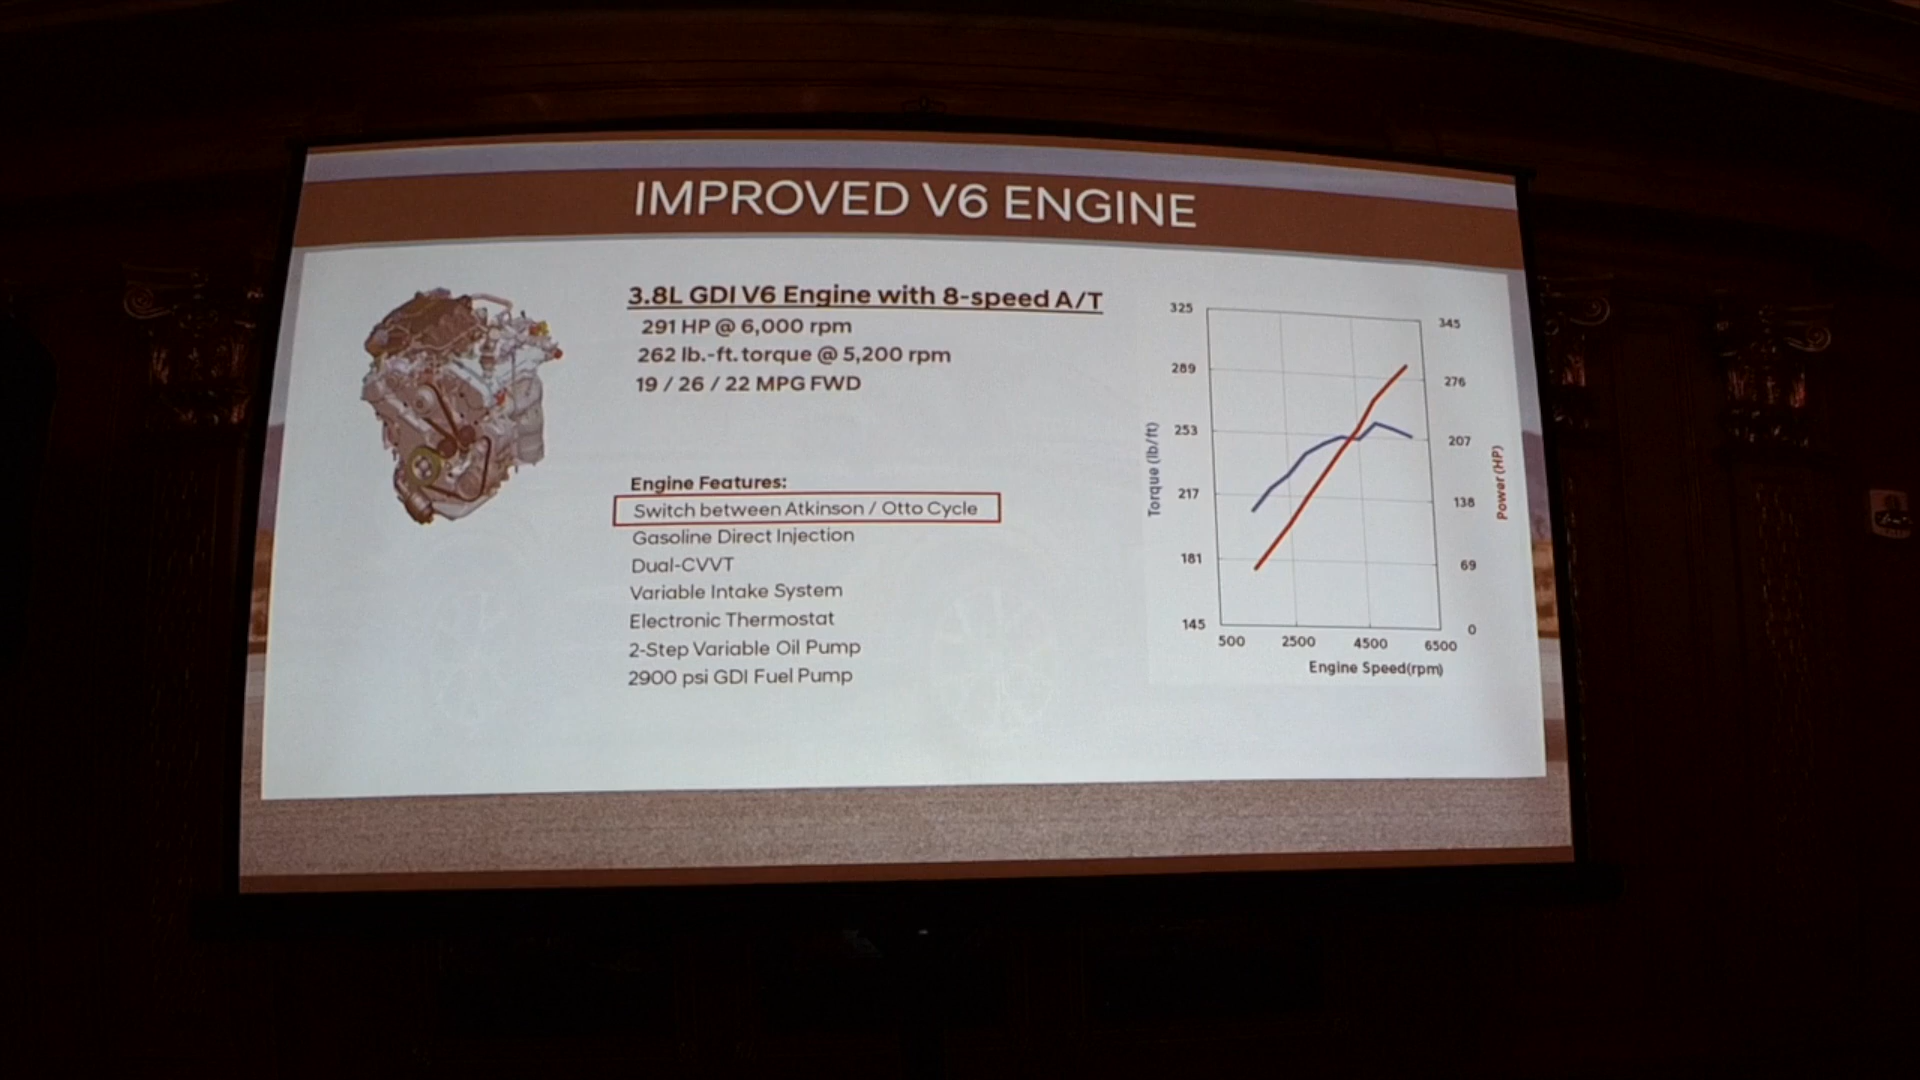 IMPROVED V6 ENGINE
3.8L GDI V6 Engine with 8-speed A/T
291 HP @ 6,000 rpm
262 lb.-ft. torque @ 5,200 rpm
19 / 26 / 22 MPG FWD
Engine Features:
Switch between Atkinson / Otto Cycle
Gasoline Direct Injection
Dual-CVVT
Variable Intake System
Electronic Thermostat
2-Step Variable Oil Pump
2900 psi GDI Fuel Pump
Torque (lb/ft)
325
289
253
217
181
145
345
276
207
138
69
0
Power (HP)
500 2500 4500 6500
Engine Speed(rpm)